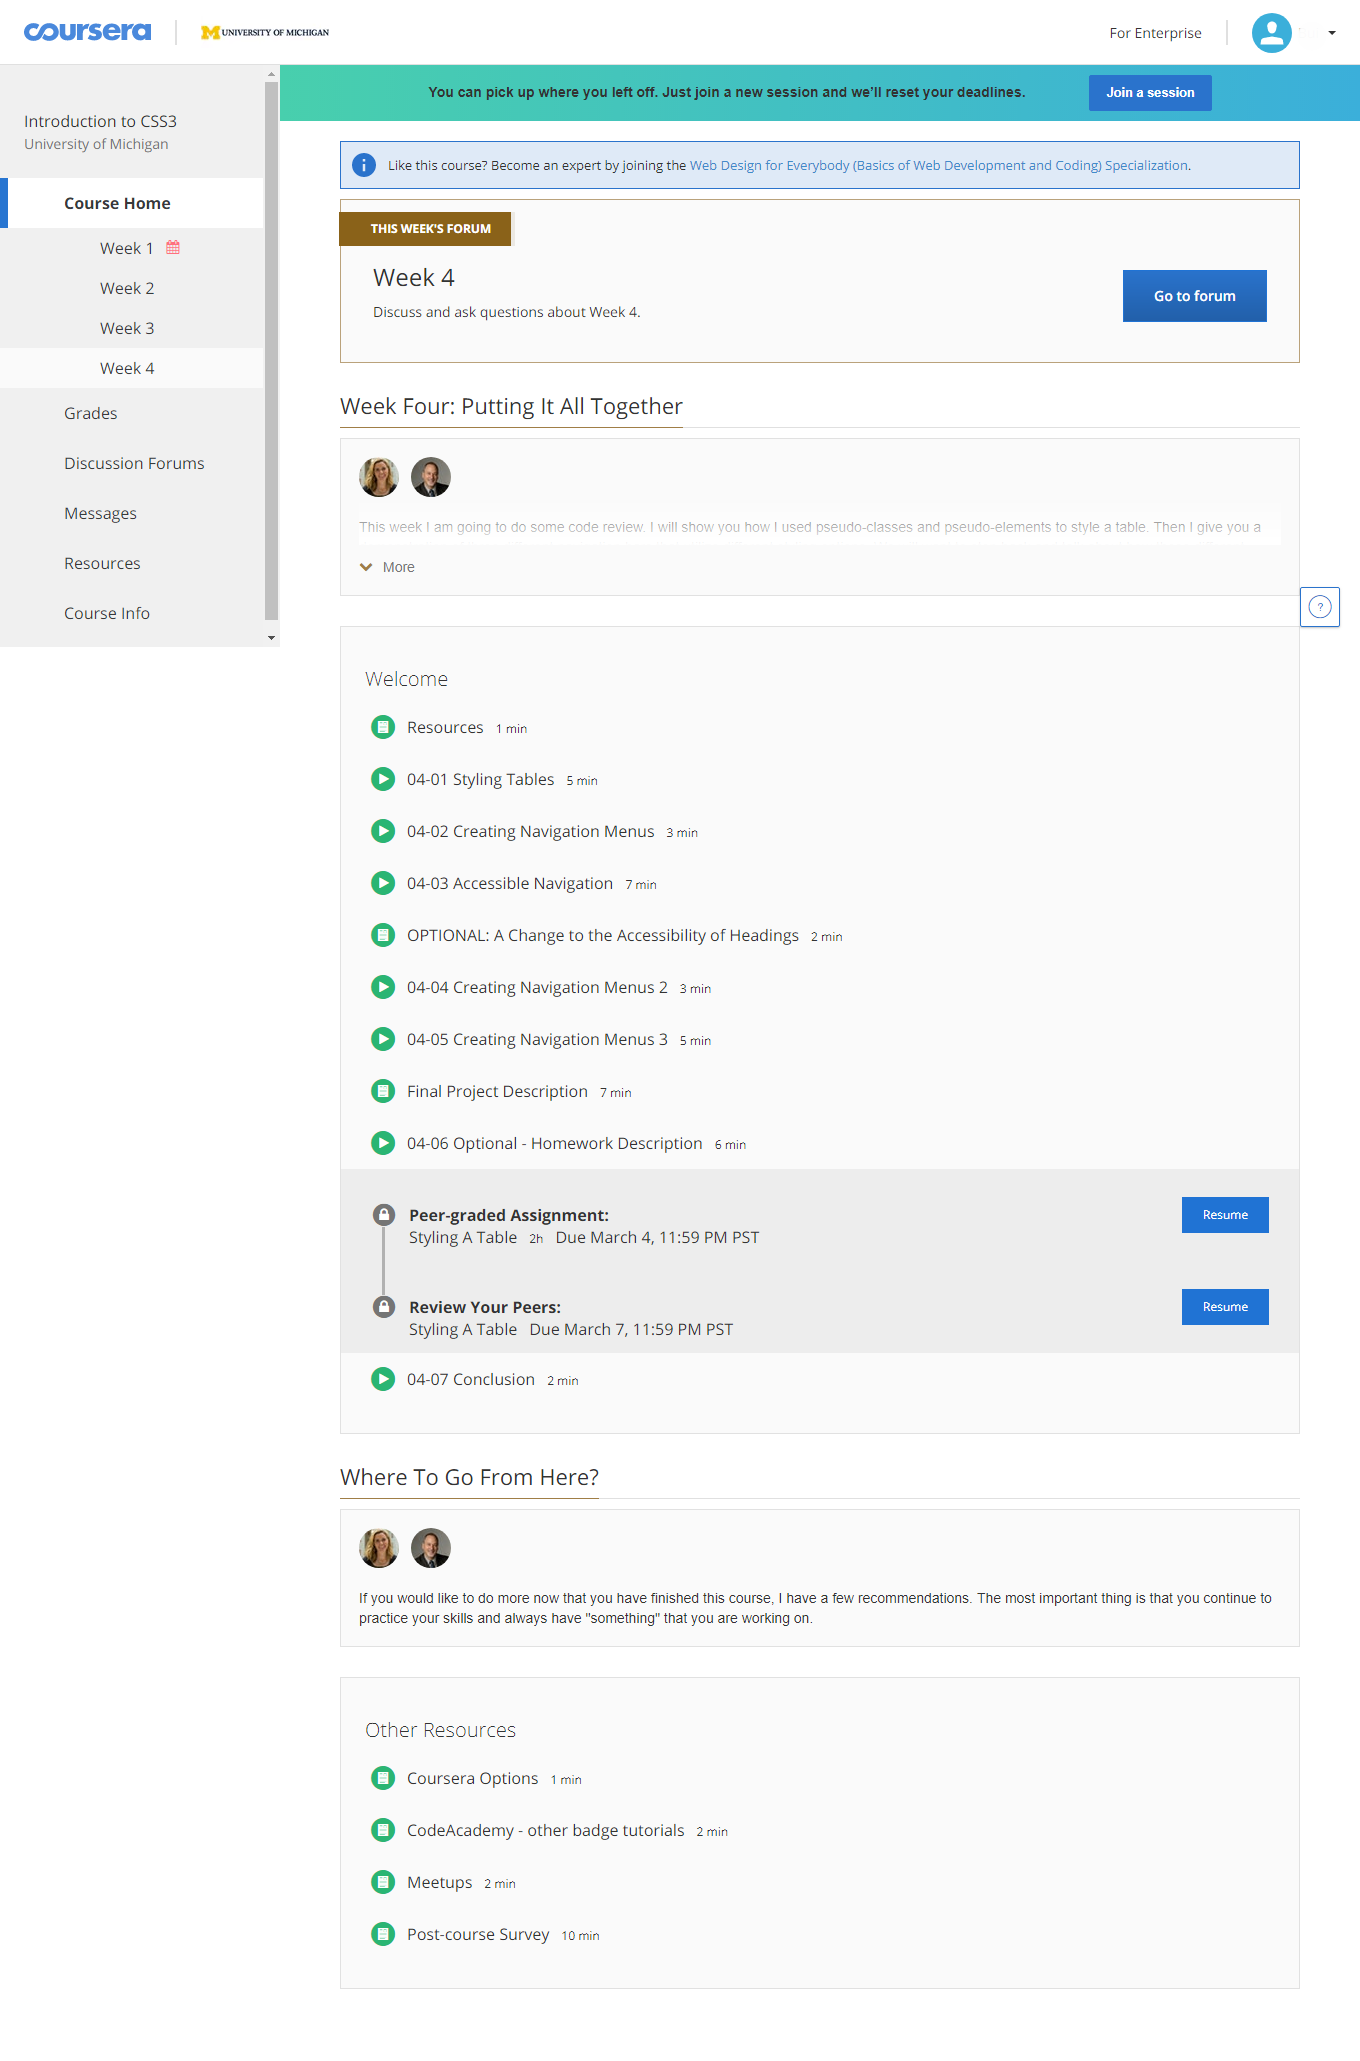 coursera
M UNIVERSITY OF MICHIGAN
For Enterprise
You can pick up where you left off. Just join a new session and we'll reset your deadlines.
Join a session
Introduction to CSS3
University of Michigan
Course Home
Week 1
Week 2
Week 3
Week 4
Grades
Discussion Forums
Messages
Resources
Course Info
Like this course? Become an expert by joining the Web Design for Everybody (Basics of Web Development and Coding) Specialization.
THIS WEEK'S FORUM
Week 4
Discuss and ask questions about Week 4.
Go to forum
Week Four: Putting It All Together
This week I am going to do some code review. I will show you how I used pseudo-classes and pseudo-elements to style a table. Then I give you a
More
?
Welcome
Resources 1 min
04-01 Styling Tables 5 min
04-02 Creating Navigation Menus 3 min
04-03 Accessible Navigation 7 min
OPTIONAL: A Change to the Accessibility of Headings 2 min
04-04 Creating Navigation Menus 2 3 min
04-05 Creating Navigation Menus 3 5 min
Final Project Description 7 min
04-06 Optional - Homework Description 6 min
Peer-graded Assignment:
Styling A Table 2h Due March 4, 11:59 PM PST
Resume
Review Your Peers:
Styling A Table Due March 7, 11:59 PM PST
Resume
04-07 Conclusion 2 min
Where To Go From Here?
If you would like to do more now that you have finished this course, I have a few recommendations. The most important thing is that you continue to
practice your skills and always have "something" that you are working on.
Other Resources
Coursera Options 1 min
CodeAcademy - other badge tutorials 2 min
Meetups 2 min
Post-course Survey 10 min